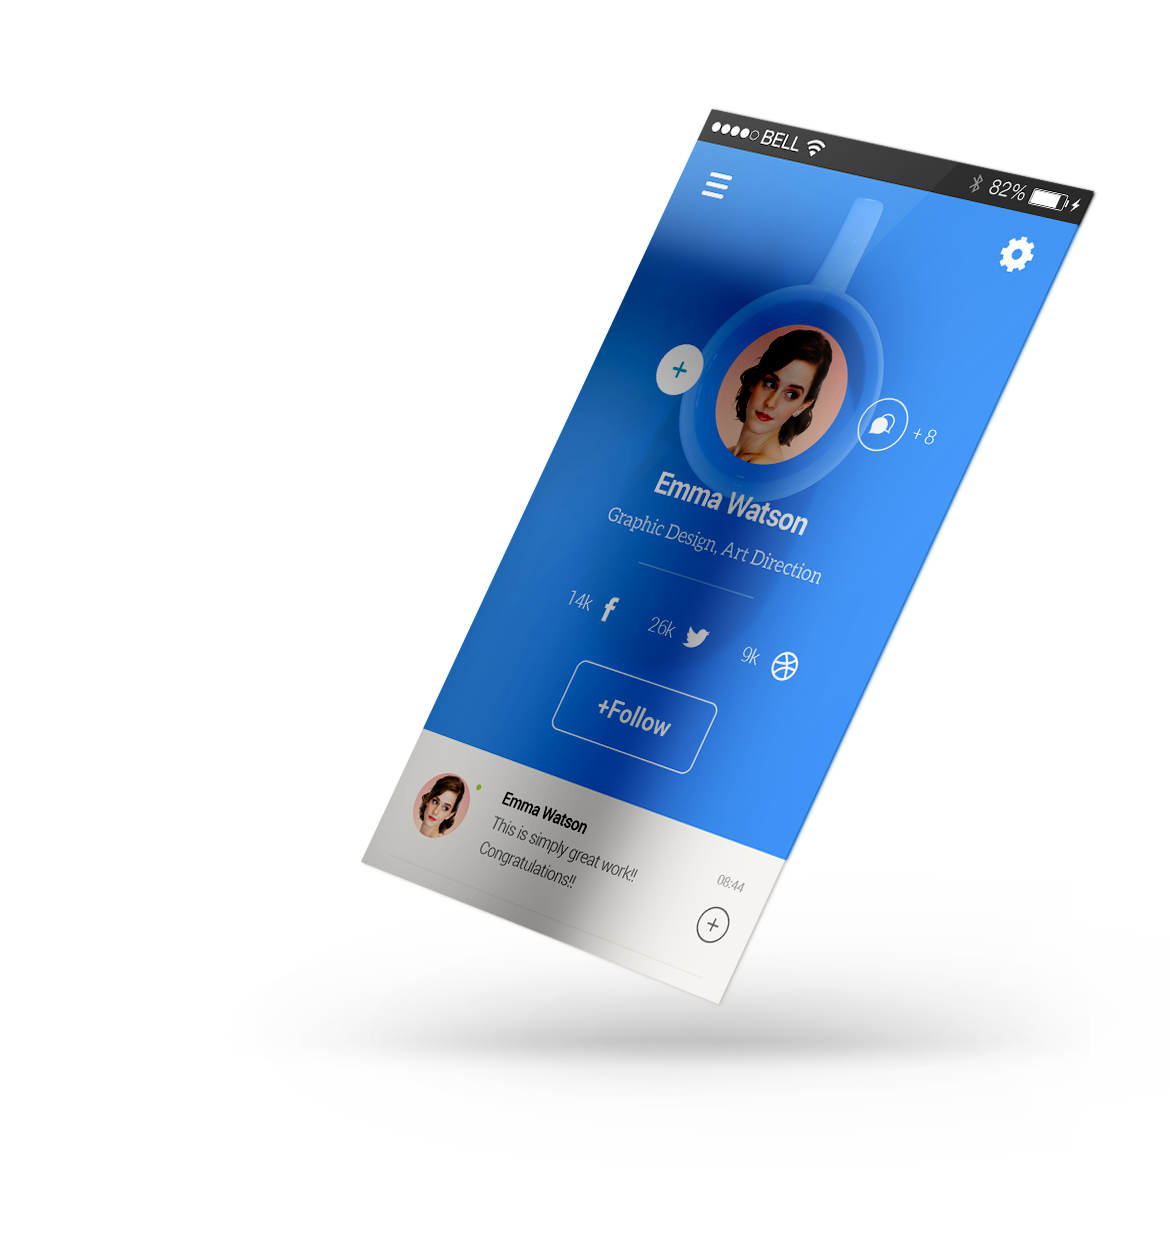 BELL
82%
+8
Emma Watson
Graphic Design, Art Direction
14k
26k
9k
+Follow
Emma Watson
This is simply great work!!
Congratulations!!
08:44